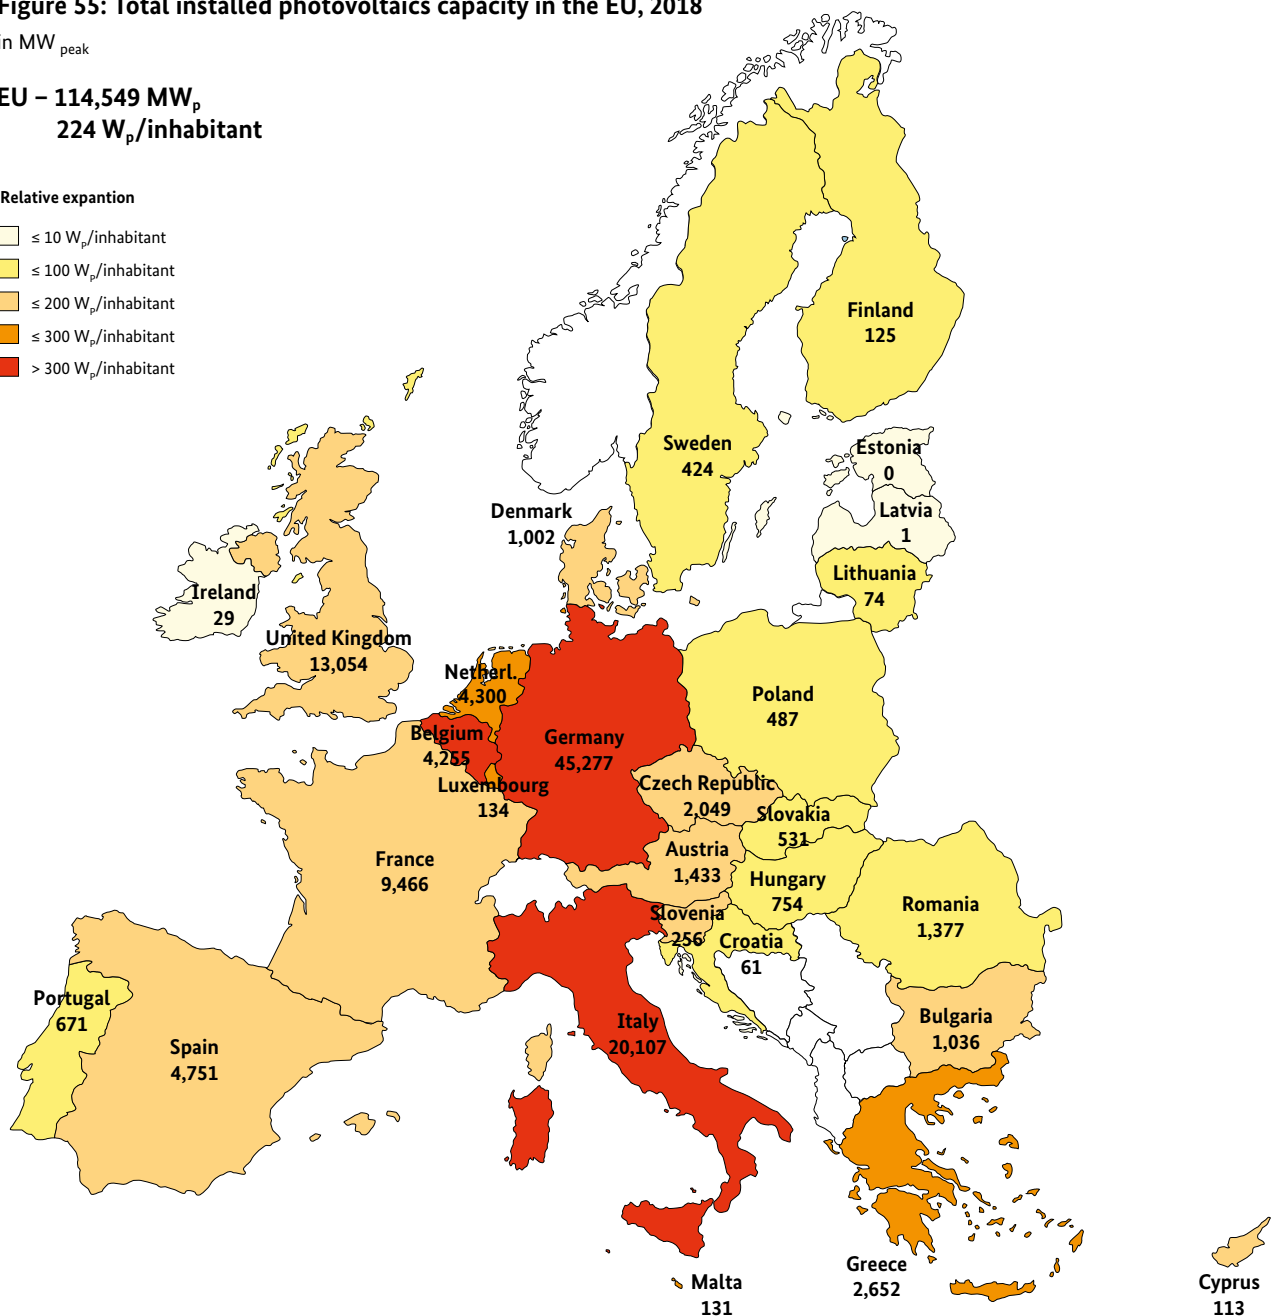 Figure 55: Total installed photovoltaics capacity in the EU, 2018
in MW peak
EU – 114,549 MWp
224 Wp/inhabitant
Relative expantion
≤ 10 Wp/inhabitant
≤ 100 Wp/inhabitant
≤ 200 Wp/inhabitant
≤ 300 Wp/inhabitant
> 300 Wp/inhabitant
Finland
125
Sweden
424
Estonia
0
Latvia
1
Lithuania
74
Denmark
1,002
Ireland
29
United Kingdom
13,054
Netherl.
4,300
Belgium
4,255
Luxembourg
134
Germany
45,277
Poland
487
Czech Republic
2,049
Slovakia
531
Austria
1,433
Hungary
754
France
9,466
Slovenia
256
Croatia
61
Romania
1,377
Bulgaria
1,036
Portugal
671
Spain
4,751
Italy
20,107
Greece
2,652
Malta
131
Cyprus
113